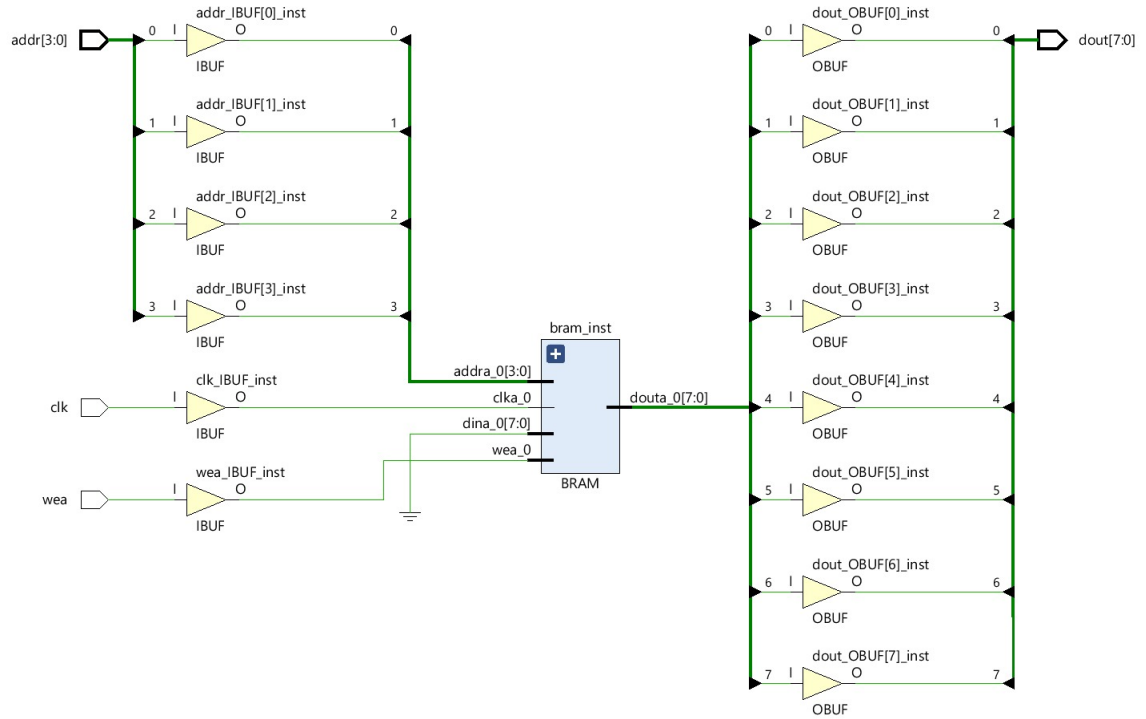 addr[3:0]
0
I
addr_IBUF[0]_inst
O
IBUF
0
1
I
addr_IBUF[1]_inst
O
IBUF
1
2
I
addr_IBUF[2]_inst
O
IBUF
2
3
I
addr_IBUF[3]_inst
O
IBUF
3
clk
I
clk_IBUF_inst
O
IBUF
wea
I
wea_IBUF_inst
O
IBUF
bram_inst
addra_0[3:0]
clka_0
dina_0[7:0]
wea_0
douta_0[7:0]
BRAM
0
I
dout_OBUF[0]_inst
O
OBUF
0
dout[7:0]
1
I
dout_OBUF[1]_inst
O
OBUF
1
2
I
dout_OBUF[2]_inst
O
OBUF
2
3
I
dout_OBUF[3]_inst
O
OBUF
3
4
I
dout_OBUF[4]_inst
O
OBUF
4
5
I
dout_OBUF[5]_inst
O
OBUF
5
6
I
dout_OBUF[6]_inst
O
OBUF
6
7
I
dout_OBUF[7]_inst
O
OBUF
7